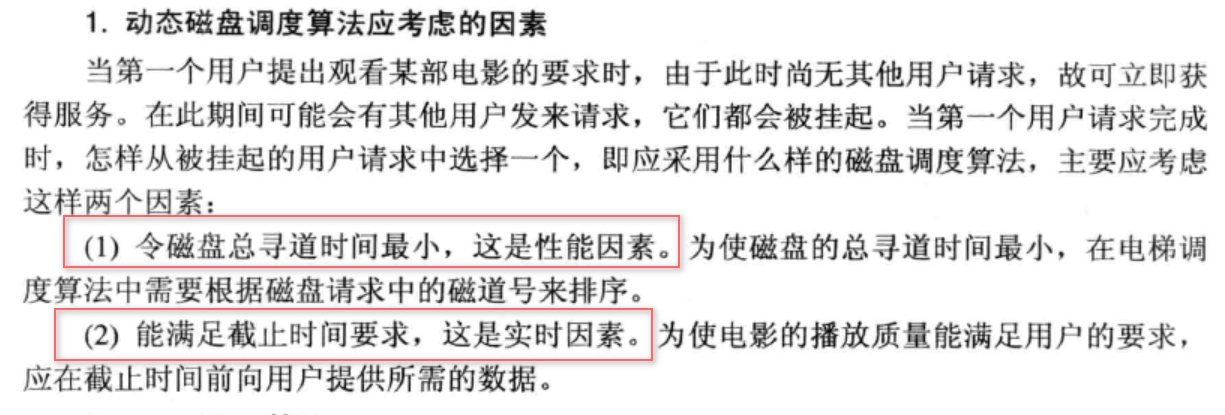 1. 动态磁盘调度算法应考虑的因素
当第一个用户提出观看某部电影的要求时，由于此时尚无其他用户请求，故可立即获
得服务。在此期间可能会有其他用户发来请求，它们都会被挂起。当第一个用户请求完成
时，怎样从被挂起的用户请求中选择一个，即应采用什么样的磁盘调度算法，主要应考虑
这样两个因素：
(1) 令磁盘总寻道时间最小，这是性能因素。为使磁盘的总寻道时间最小，在电梯调
度算法中需要根据磁盘请求中的磁道号来排序。
(2) 能满足截止时间要求，这是实时因素。为使电影的播放质量能满足用户的要求，
应在截止时间前向用户提供所需的数据。